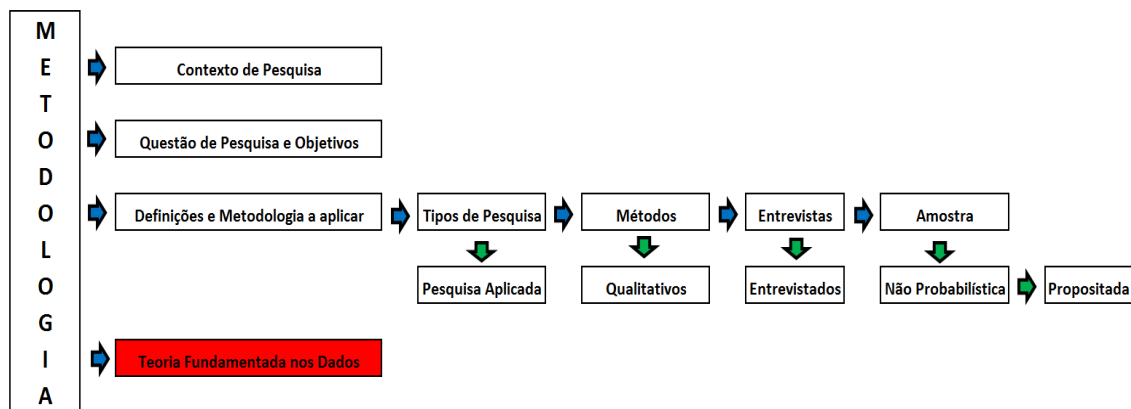 METODOLOGIA
Contexto de Pesquisa
Questão de Pesquisa e Objetivos
Definições e Metodologia a aplicar
Tipos de Pesquisa
Métodos
Entrevistas
Amostra
Pesquisa Aplicada
Qualitativos
Entrevistados
Não Probabilística
Propositada
Teoria Fundamentada nos Dados